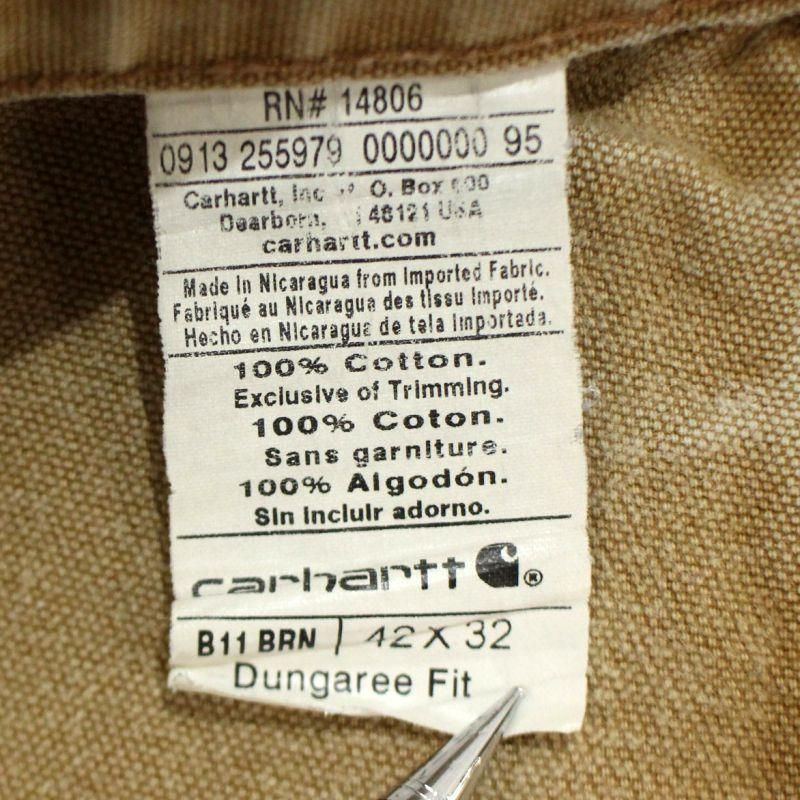 RN# 14806
0913 255979 0000000 95
Carhartt, Inc O. Box
Dearborn, 48121 USA
carhartt.com
Made In Nicaragua from Imported Fabric.
Fabriqué au Nicaragua des tissu Importé.
Hecho en Nicaragua de tela Importada.
100% Cotton.
Exclusive of Trimming.
100% Coton.
Sans garniture.
100% Algodón.
Sin incluir adorno.
carhartt ®
B11 BRN 42 X 32
Dungaree Fit